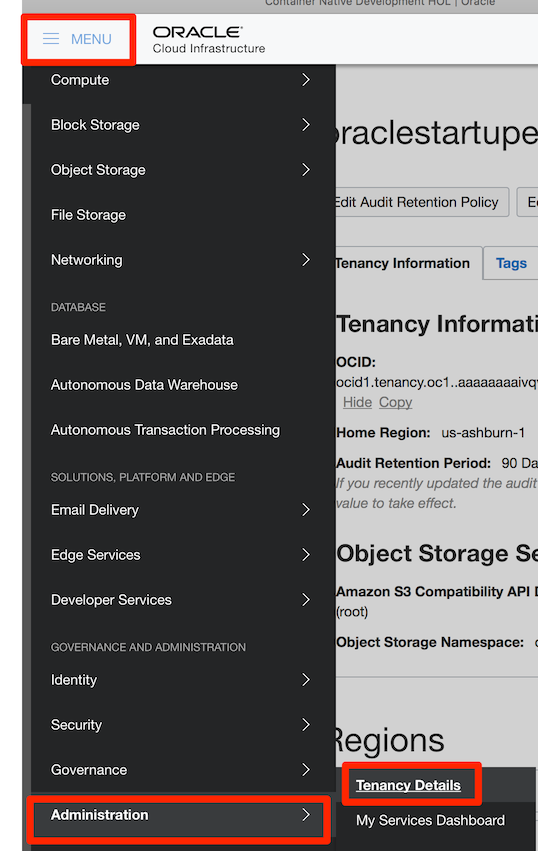 Container Native Development HOL | Oracle
MENU
ORACLE
Cloud Infrastructure
Compute
Block Storage
Object Storage
File Storage
Networking
DATABASE
Bare Metal, VM, and Exadata
Autonomous Data Warehouse
Autonomous Transaction Processing
SOLUTIONS, PLATFORM AND EDGE
Email Delivery
Edge Services
Developer Services
GOVERNANCE AND ADMINISTRATION
Identity
Security
Governance
Administration
oraclestartupe
Edit Audit Retention Policy
Tenancy Information Tags
Tenancy Informati
OCID:
ocid1.tenancy.oc1..aaaaaaaaivq
Hide Copy
Home Region: us-ashburn-1
Audit Retention Period: 90 Da
If you recently updated the audit
value to take effect.
Object Storage Se
Amazon S3 Compatibility API
(root)
Object Storage Namespace:
Regions
Tenancy Details
My Services Dashboard